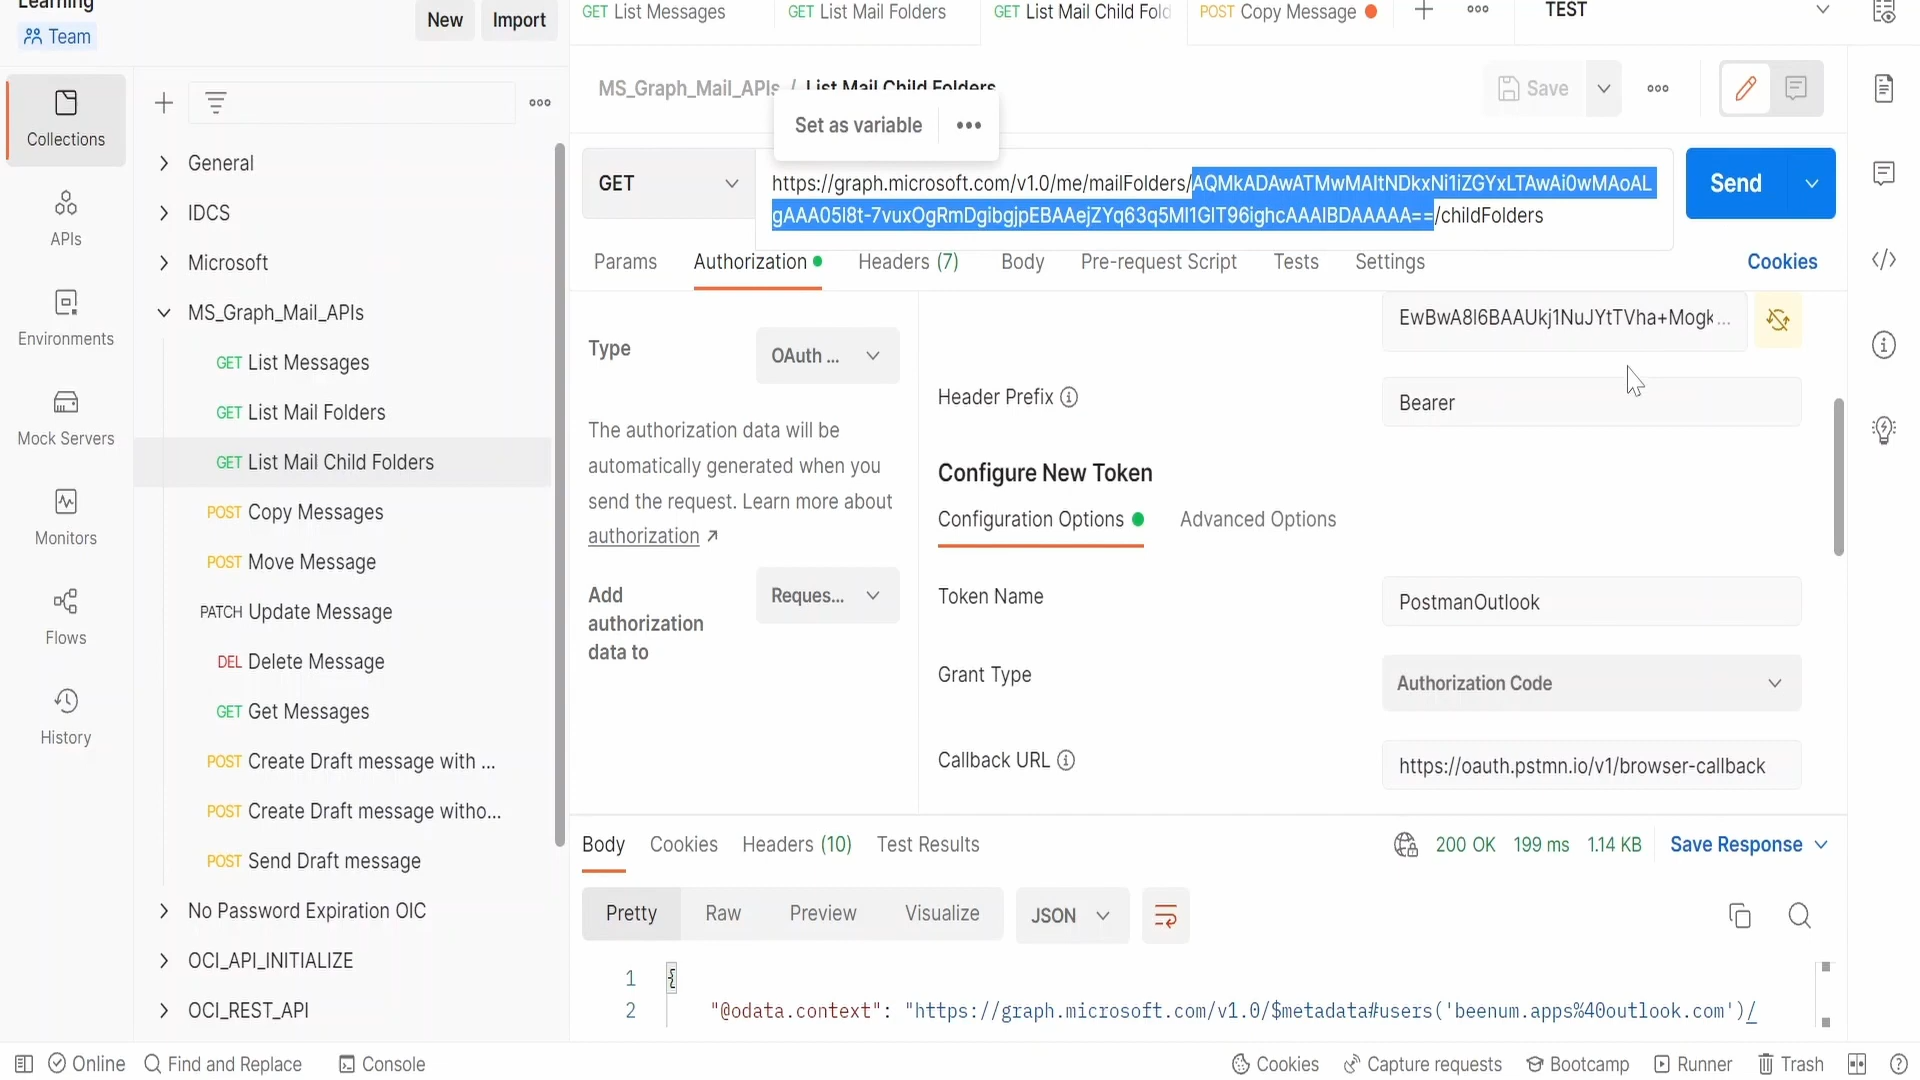 Learning
Team
New
Import
GET List Messages
GET List Mail Folders
GET List Mail Child Fold
POST Copy Message
TEST
Collections
APIs
Environments
Mock Servers
Monitors
Flows
History
General
IDCS
Microsoft
MS_Graph_Mail_APIs
GET List Messages
GET List Mail Folders
GET List Mail Child Folders
POST Copy Messages
POST Move Message
PATCH Update Message
DEL Delete Message
GET Get Messages
POST Create Draft message with ...
POST Create Draft message witho...
POST Send Draft message
No Password Expiration OIC
OCI_API_INITIALIZE
OCI_REST_API
MS_Graph_Mail_APIs / List Mail Child Folders
Set as variable
Save
GET
https://graph.microsoft.com/v1.0/me/mailFolders/AQMkADAwATMwMAItNDkxNi1iZGYxLTAwAi0wMAoAL
gAAA05I8t-7vuxOgRmDgibgjpEBAAejZYq63q5MI1GIT96ighcAAAIBDAAAAA==/childFolders
Send
Params
Authorization
Headers (7)
Body
Pre-request Script
Tests
Settings
Cookies
Type
OAuth ...
The authorization data will be
automatically generated when you
send the request. Learn more about
authorization ↗
Add
authorization
data to
Reques...
EwBwA8l6BAAUkj1NuJYtTVha+Mogk...
Header Prefix
Bearer
Configure New Token
Configuration Options
Advanced Options
Token Name
PostmanOutlook
Grant Type
Authorization Code
Callback URL
https://oauth.pstmn.io/v1/browser-callback
Body
Cookies
Headers (10)
Test Results
200 OK
199 ms
1.14 KB
Save Response
Pretty
Raw
Preview
Visualize
JSON
1 {
2 "@odata.context": "https://graph.microsoft.com/v1.0/$metadata#users('beenum.apps%40outlook.com')/
Online
Find and Replace
Console
Cookies
Capture requests
Bootcamp
Runner
Trash